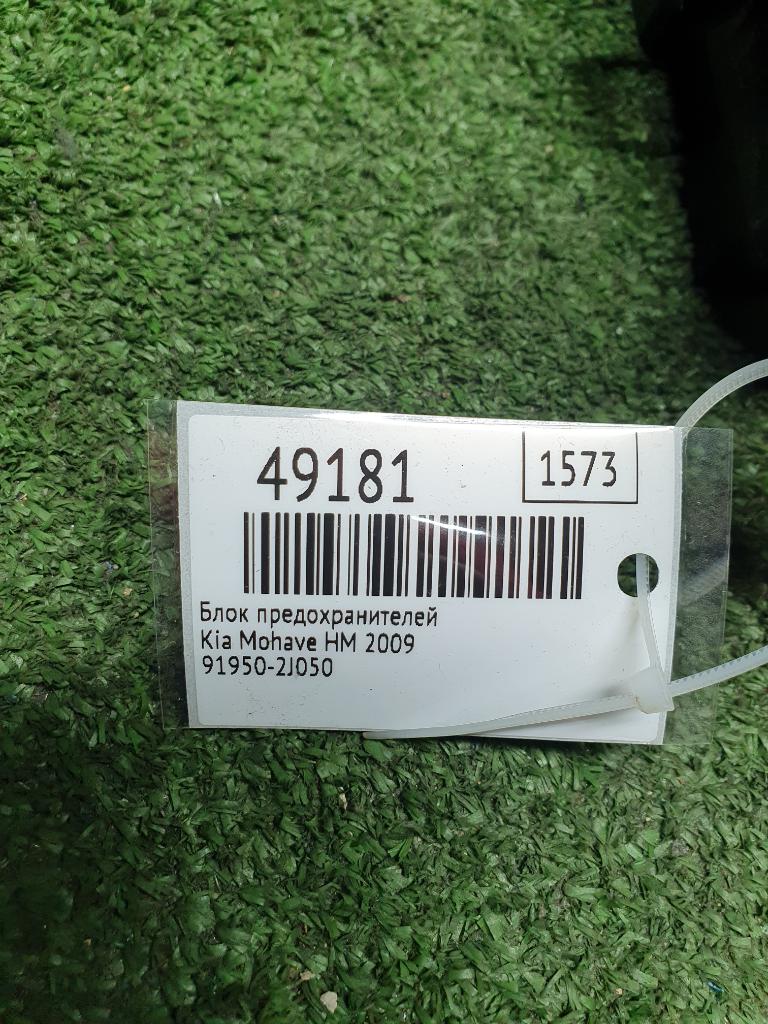 49181
1573
Блок предохранителей
Kia Mohave HM 2009
91950-2J050